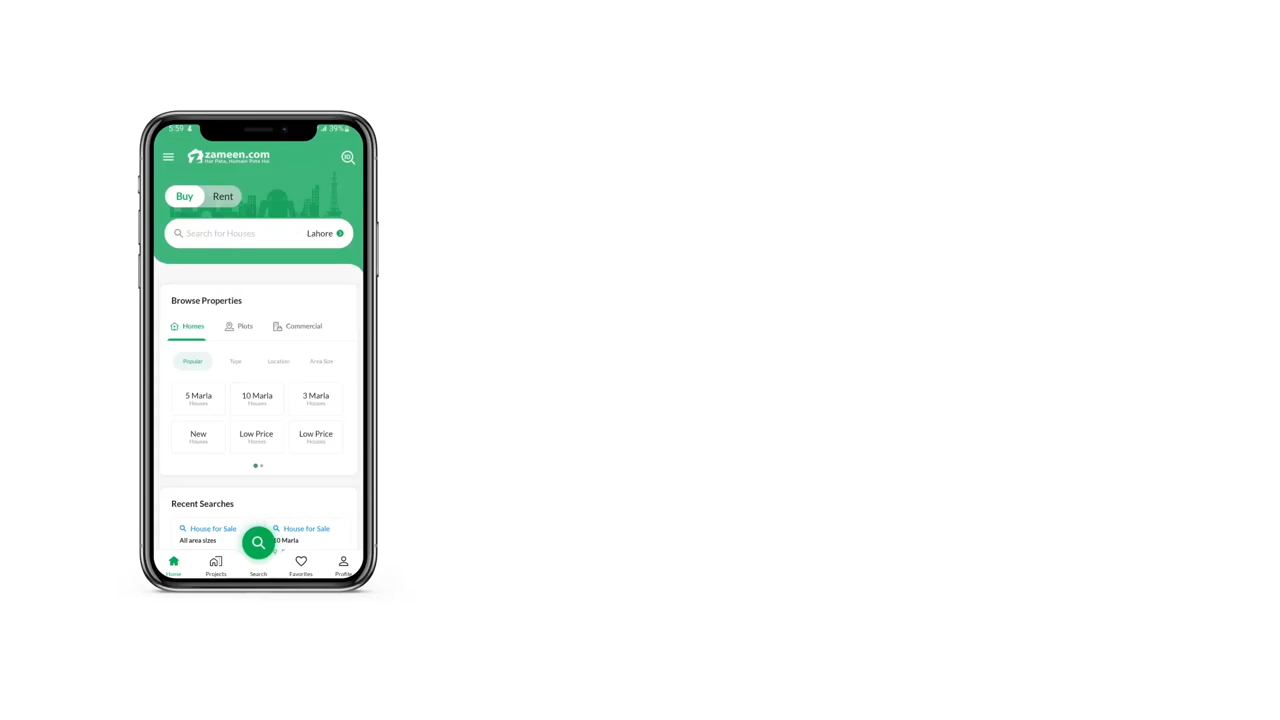 5:59 39%
zameen.com ID
Har Pata, Humain Pata Hai
Buy Rent
Search for Houses Lahore
Browse Properties
Homes Plots Commercial
Popular Type Location Area Size
5 Marla 10 Marla 3 Marla
Houses Houses Houses
New Low Price Low Price
Houses Homes Houses
Recent Searches
House for Sale House for Sale
All area sizes 10 Marla
Home Projects Search Favorites Profile